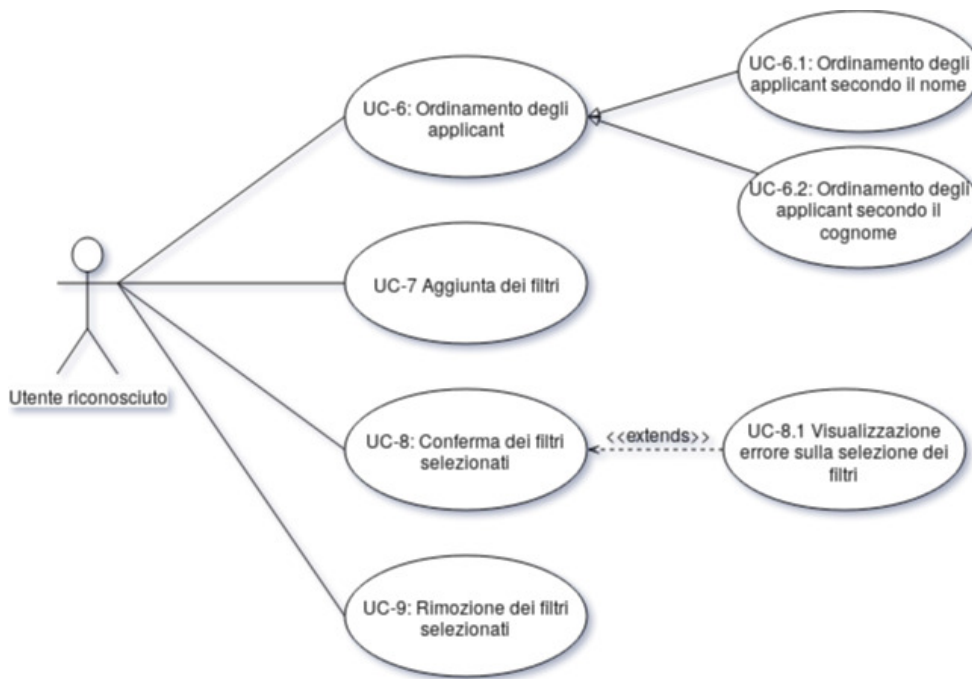 UC-6: Ordinamento degli
applicant
UC-6.1: Ordinamento degli
applicant secondo il nome
UC-6.2: Ordinamento degli
applicant secondo il
cognome
UC-7 Aggiunta dei filtri
Utente riconosciuto
UC-8: Conferma dei filtri
selezionati
<<extends>>
UC-8.1 Visualizzazione
errore sulla selezione dei
filtri
UC-9: Rimozione dei filtri
selezionati